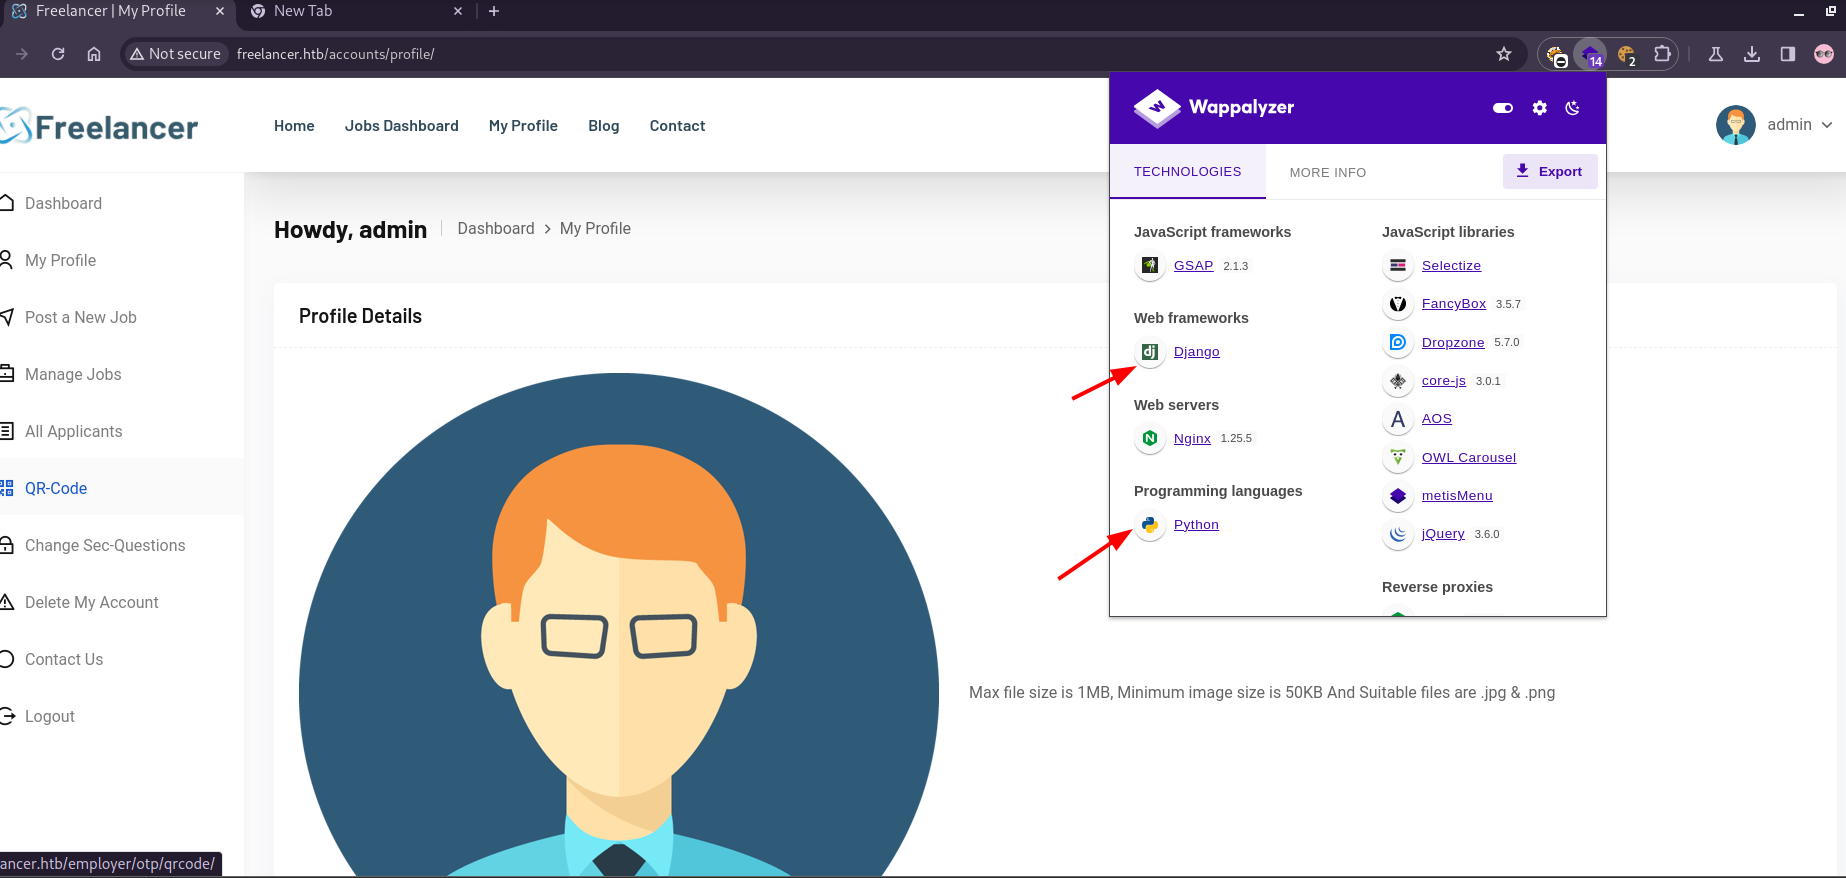 Freelancer | My Profile
New Tab
Not secure
freelancer.htb/accounts/profile/
14
2
Freelancer
Home
Jobs Dashboard
My Profile
Blog
Contact
admin
Wappalyzer
TECHNOLOGIES
MORE INFO
Export
JavaScript frameworks
GSAP 2.1.3
Web frameworks
dj Django
Web servers
Nginx 1.25.5
Programming languages
Python
JavaScript libraries
Selectize
FancyBox 3.5.7
Dropzone 5.7.0
core-js 3.0.1
AOS
OWL Carousel
metisMenu
jQuery 3.6.0
Reverse proxies
Dashboard
My Profile
Post a New Job
Manage Jobs
All Applicants
QR-Code
Change Sec-Questions
Delete My Account
Contact Us
Logout
Howdy, admin
Dashboard > My Profile
Profile Details
Max file size is 1MB, Minimum image size is 50KB And Suitable files are .jpg & .png
ancer.htb/employer/otp/qrcode/